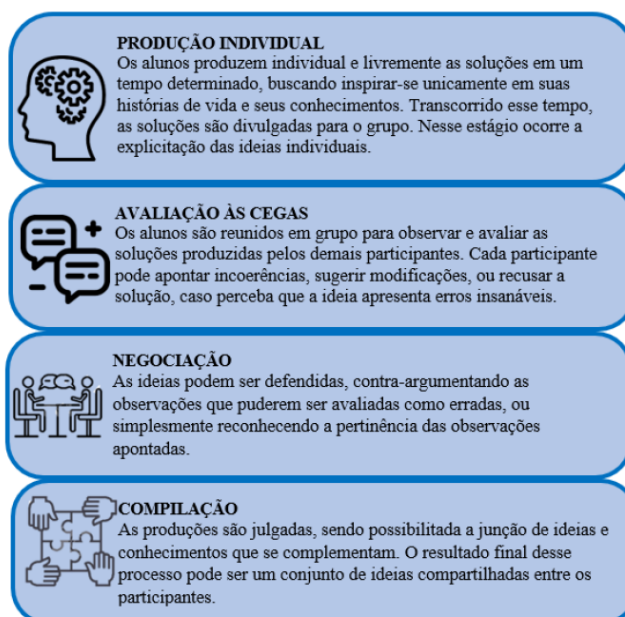 PRODUÇÃO INDIVIDUAL
Os alunos produzem individual e livremente as soluções em um
tempo determinado, buscando inspirar-se unicamente em suas
histórias de vida e seus conhecimentos. Transcorrido esse tempo,
as soluções são divulgadas para o grupo. Nesse estágio ocorre a
explicitação das ideias individuais.
AVALIAÇÃO ÀS CEGAS
Os alunos são reunidos em grupo para observar e avaliar as
soluções produzidas pelos demais participantes. Cada participante
pode apontar incoerências, sugerir modificações, ou recusar a
solução, caso perceba que a ideia apresenta erros insanáveis.
NEGOCIAÇÃO
As ideias podem ser defendidas, contra-argumentando as
observações que puderem ser avaliadas como erradas, ou
simplesmente reconhecendo a pertinência das observações
apontadas.
COMPILAÇÃO
As produções são julgadas, sendo possibilitada a junção de ideias e
conhecimentos que se complementam. O resultado final desse
processo pode ser um conjunto de ideias compartilhadas entre os
participantes.